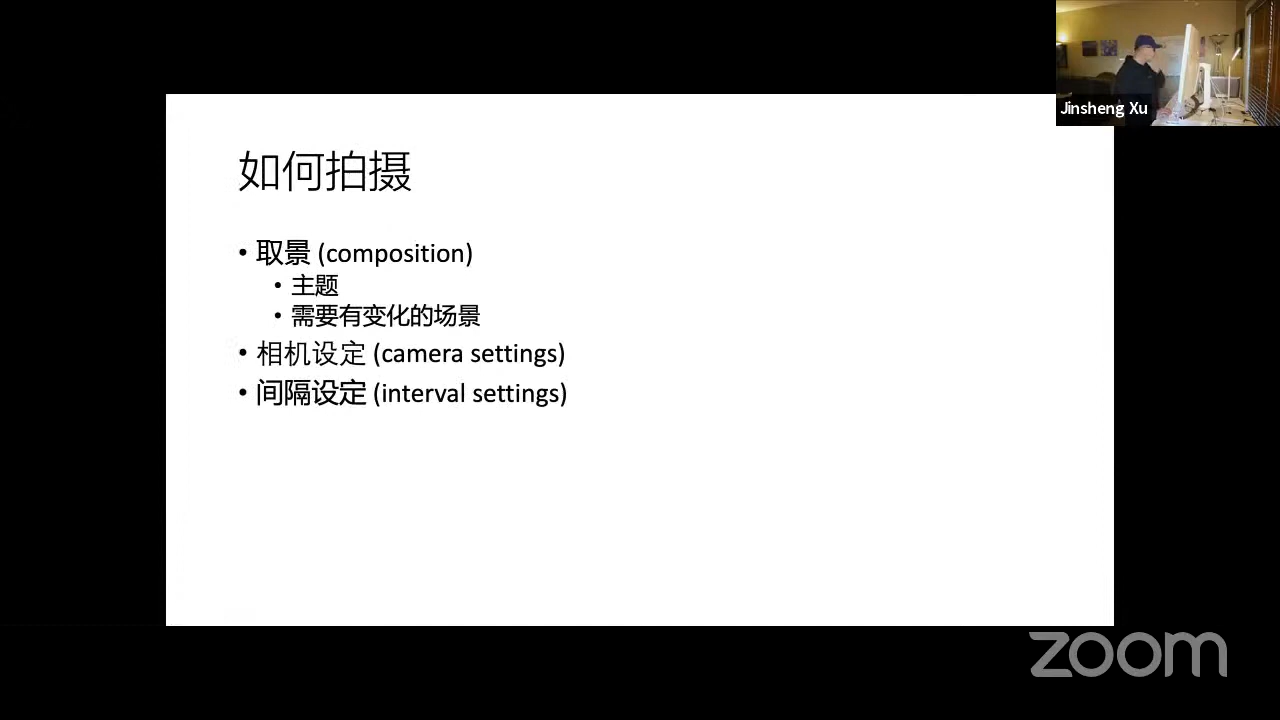 Jinsheng Xu
如何拍摄
• 取景 (composition)
• 主题
• 需要有变化的场景
• 相机设定 (camera settings)
• 间隔设定 (interval settings)
zoom